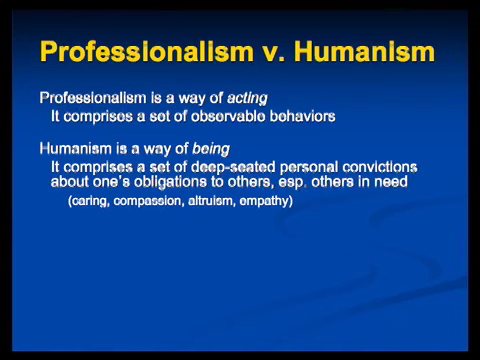 Professionalism v. Humanism
Professionalism is a way of acting
It comprises a set of observable behaviors
Humanism is a way of being
It comprises a set of deep-seated personal convictions
about one's obligations to others, esp. others in need
(caring, compassion, altruism, empathy)